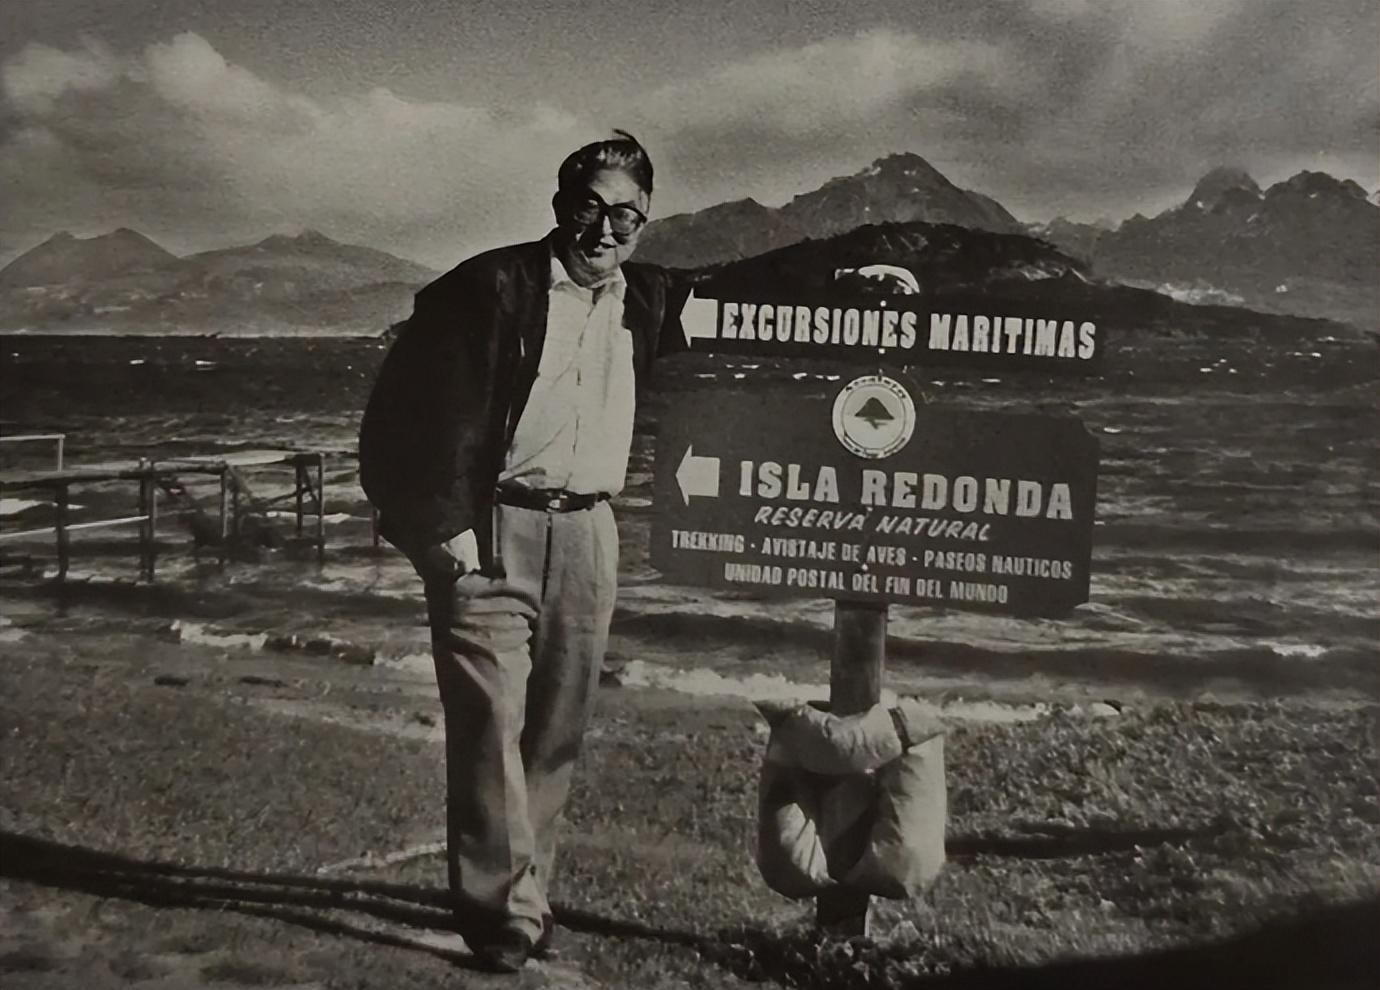 EXCURSIONES MARITIMAS
ISLA REDONDA
RESERVA NATURAL
TREKKING - AVISTAJE DE AVES - PASEOS NAUTICOS
UNIDAD POSTAL DEL FIN DEL MUNDO